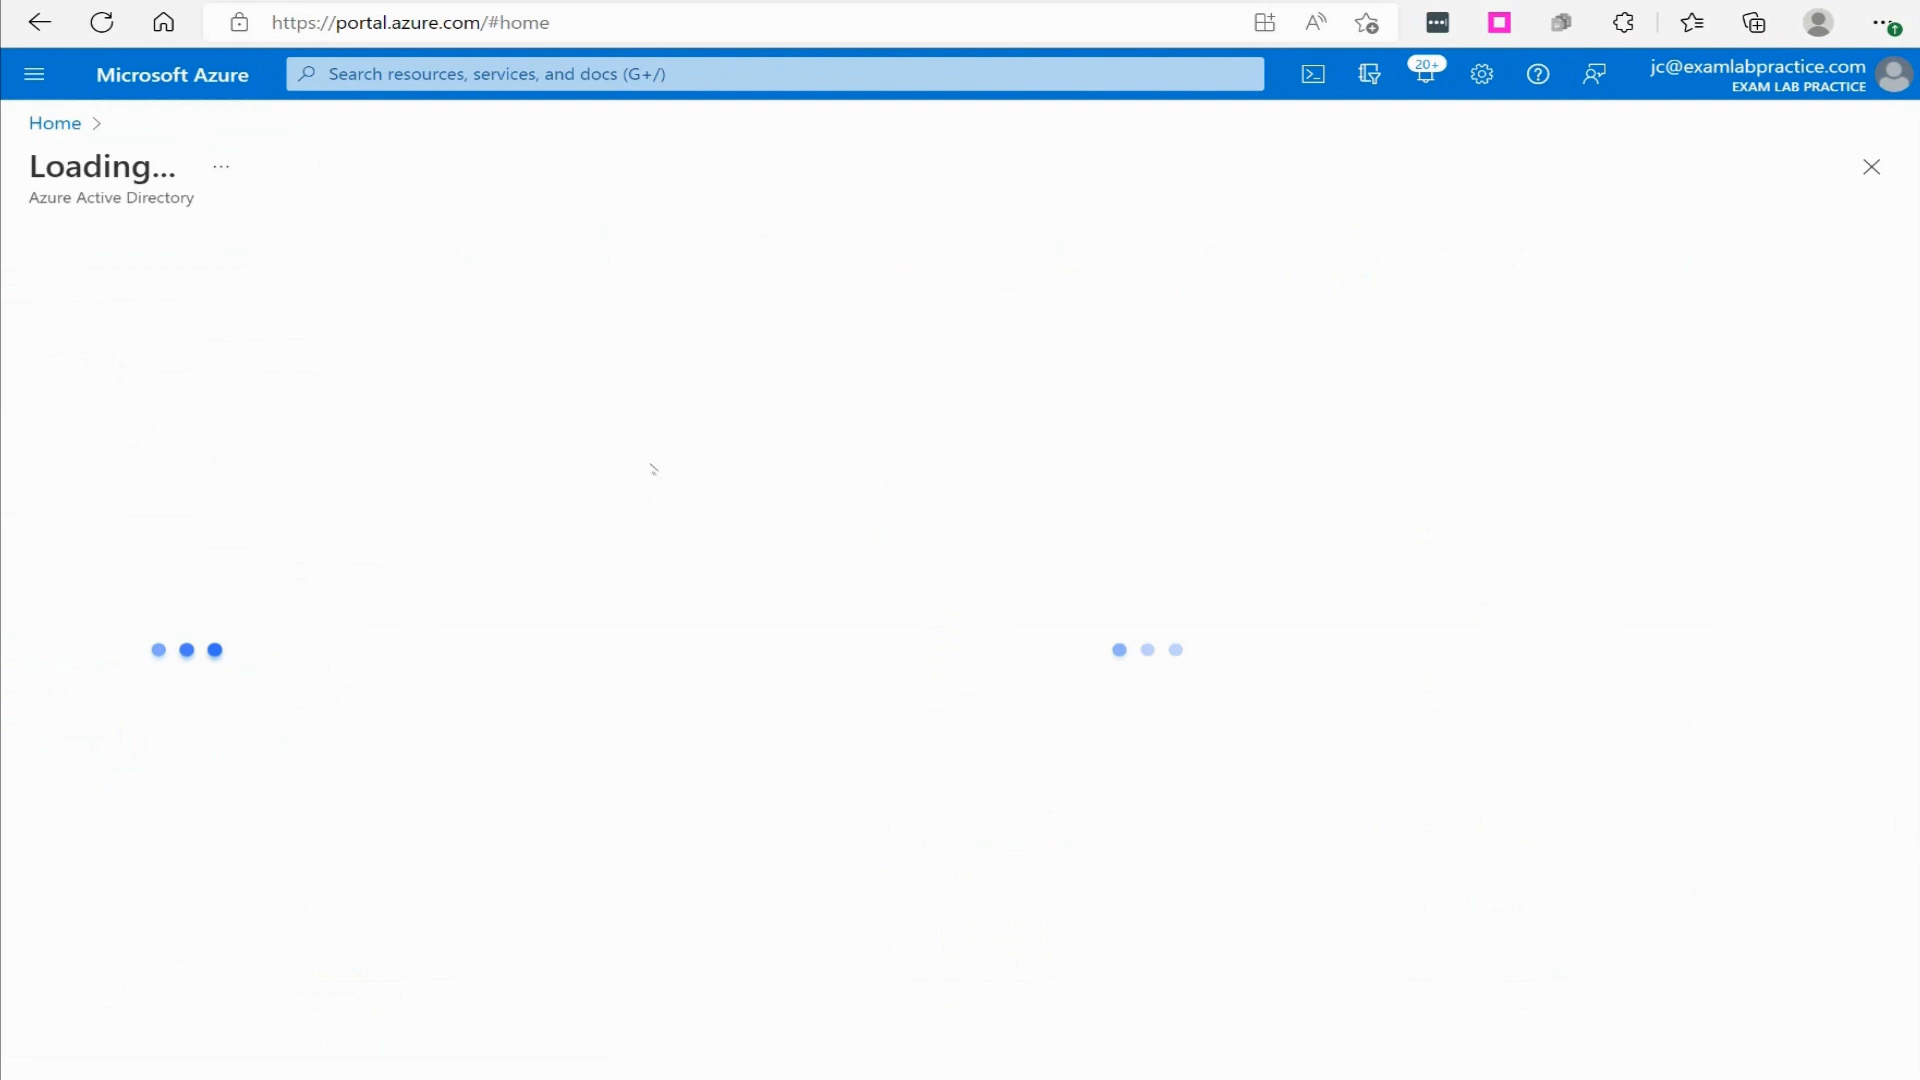 https://portal.azure.com/#home
Microsoft Azure
Search resources, services, and docs (G+/)
20+
jc@examlabpractice.com
EXAM LAB PRACTICE
Home
Loading...
Azure Active Directory